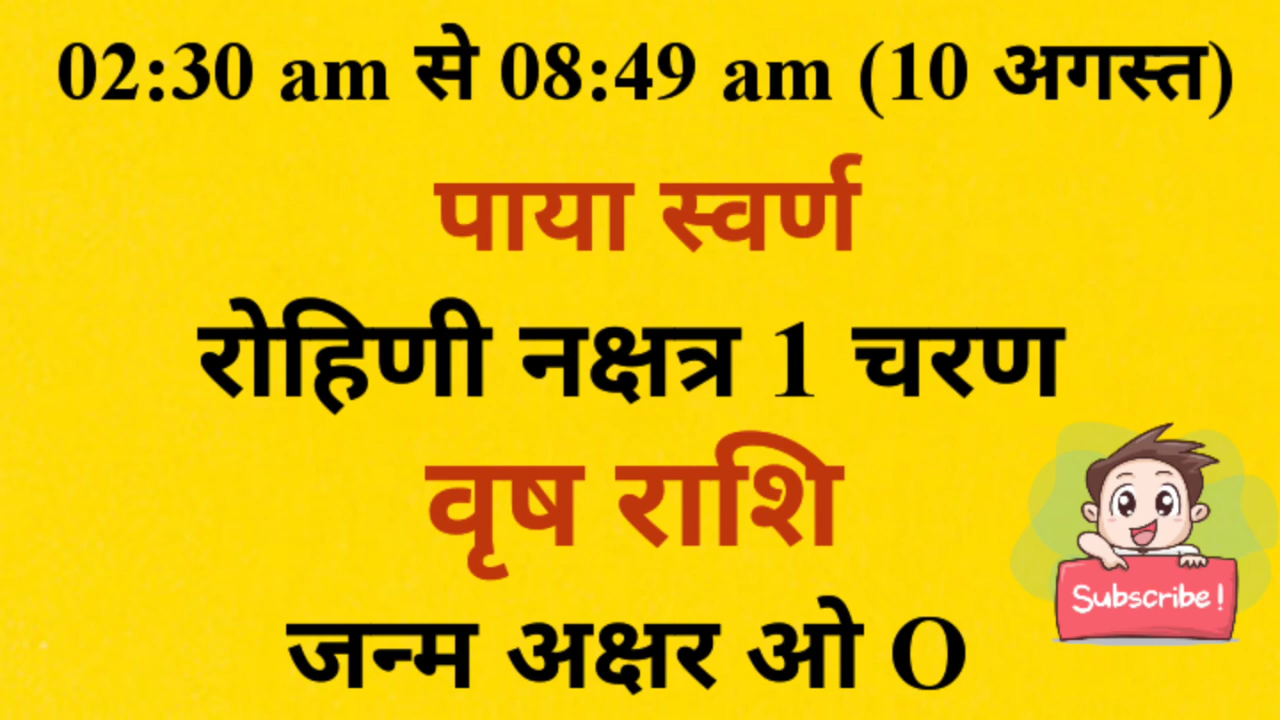 02:30 am से 08:49 am (10 अगस्त)
पाया स्वर्ण
रोहिणी नक्षत्र 1 चरण
वृष राशि
Subscribe!
जन्म अक्षर ओ O